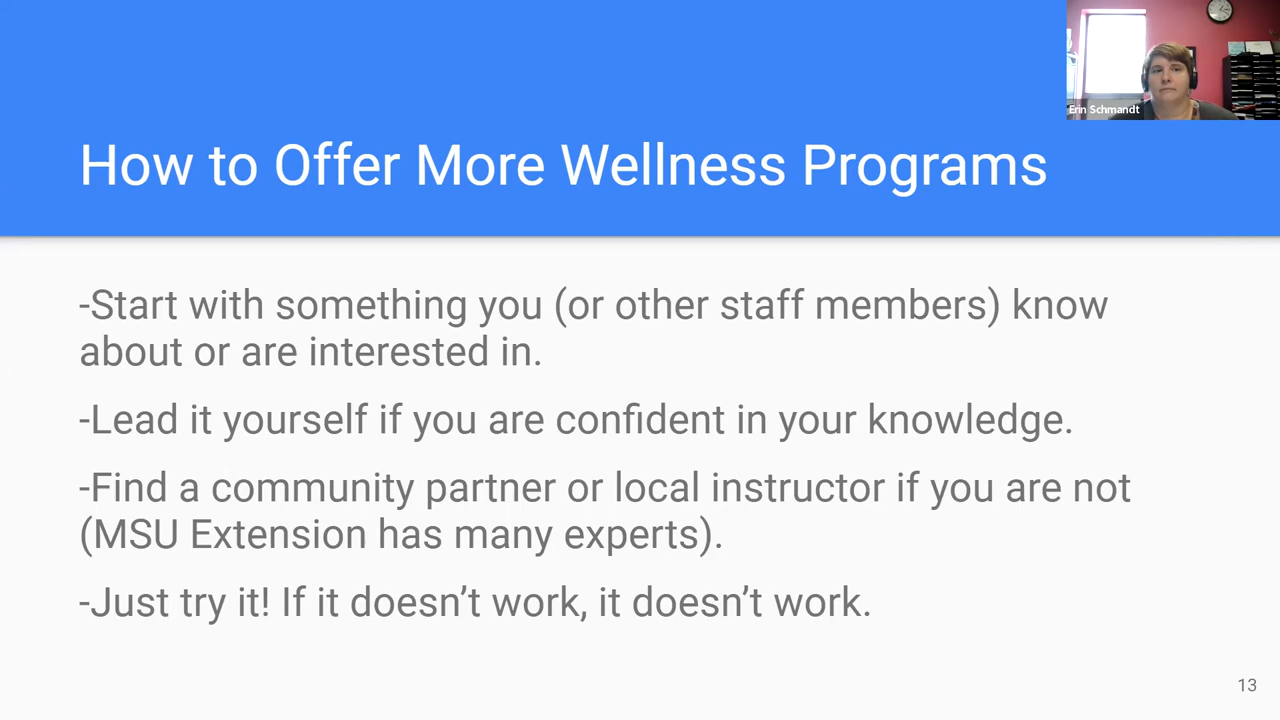 Erin Schmandt
How to Offer More Wellness Programs
-Start with something you (or other staff members) know
about or are interested in.
-Lead it yourself if you are confident in your knowledge.
-Find a community partner or local instructor if you are not
(MSU Extension has many experts).
-Just try it! If it doesn’t work, it doesn’t work.
13